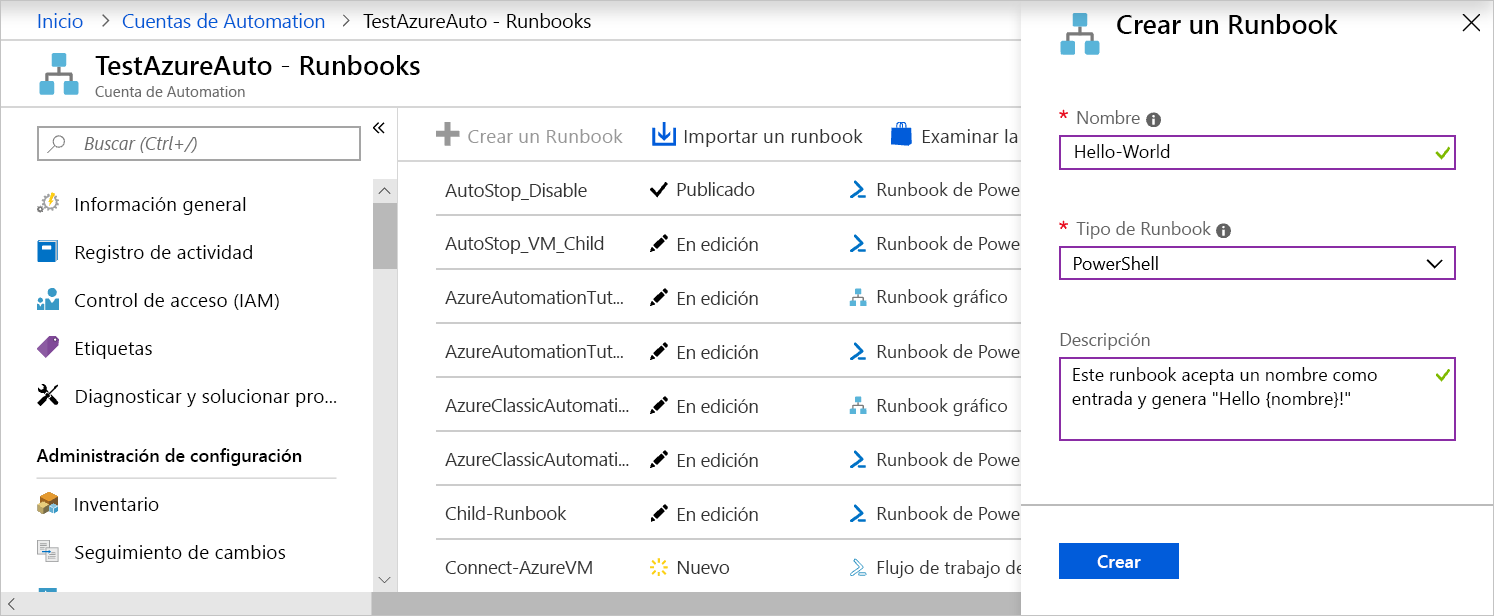 Inicio > Cuentas de Automation > TestAzureAuto - Runbooks
TestAzureAuto - Runbooks
Cuenta de Automation
Buscar (Ctrl+/)
Información general
Registro de actividad
Control de acceso (IAM)
Etiquetas
Diagnosticar y solucionar pro...
Administración de configuración
Inventario
Seguimiento de cambios
Crear un Runbook Importar un runbook Examinar la
AutoStop_Disable Publicado Runbook de Powe
AutoStop_VM_Child En edición Runbook de Powe
AzureAutomationTut... En edición Runbook gráfico
AzureAutomationTut... En edición Runbook de Powe
AzureClassicAutomati... En edición Runbook gráfico
AzureClassicAutomati... En edición Runbook de Powe
Child-Runbook En edición Runbook de Powe
Connect-AzureVM Nuevo Flujo de trabajo de
Crear un Runbook
* Nombre
Hello-World
* Tipo de Runbook
PowerShell
Descripción
Este runbook acepta un nombre como
entrada y genera "Hello {nombre}!"
Crear